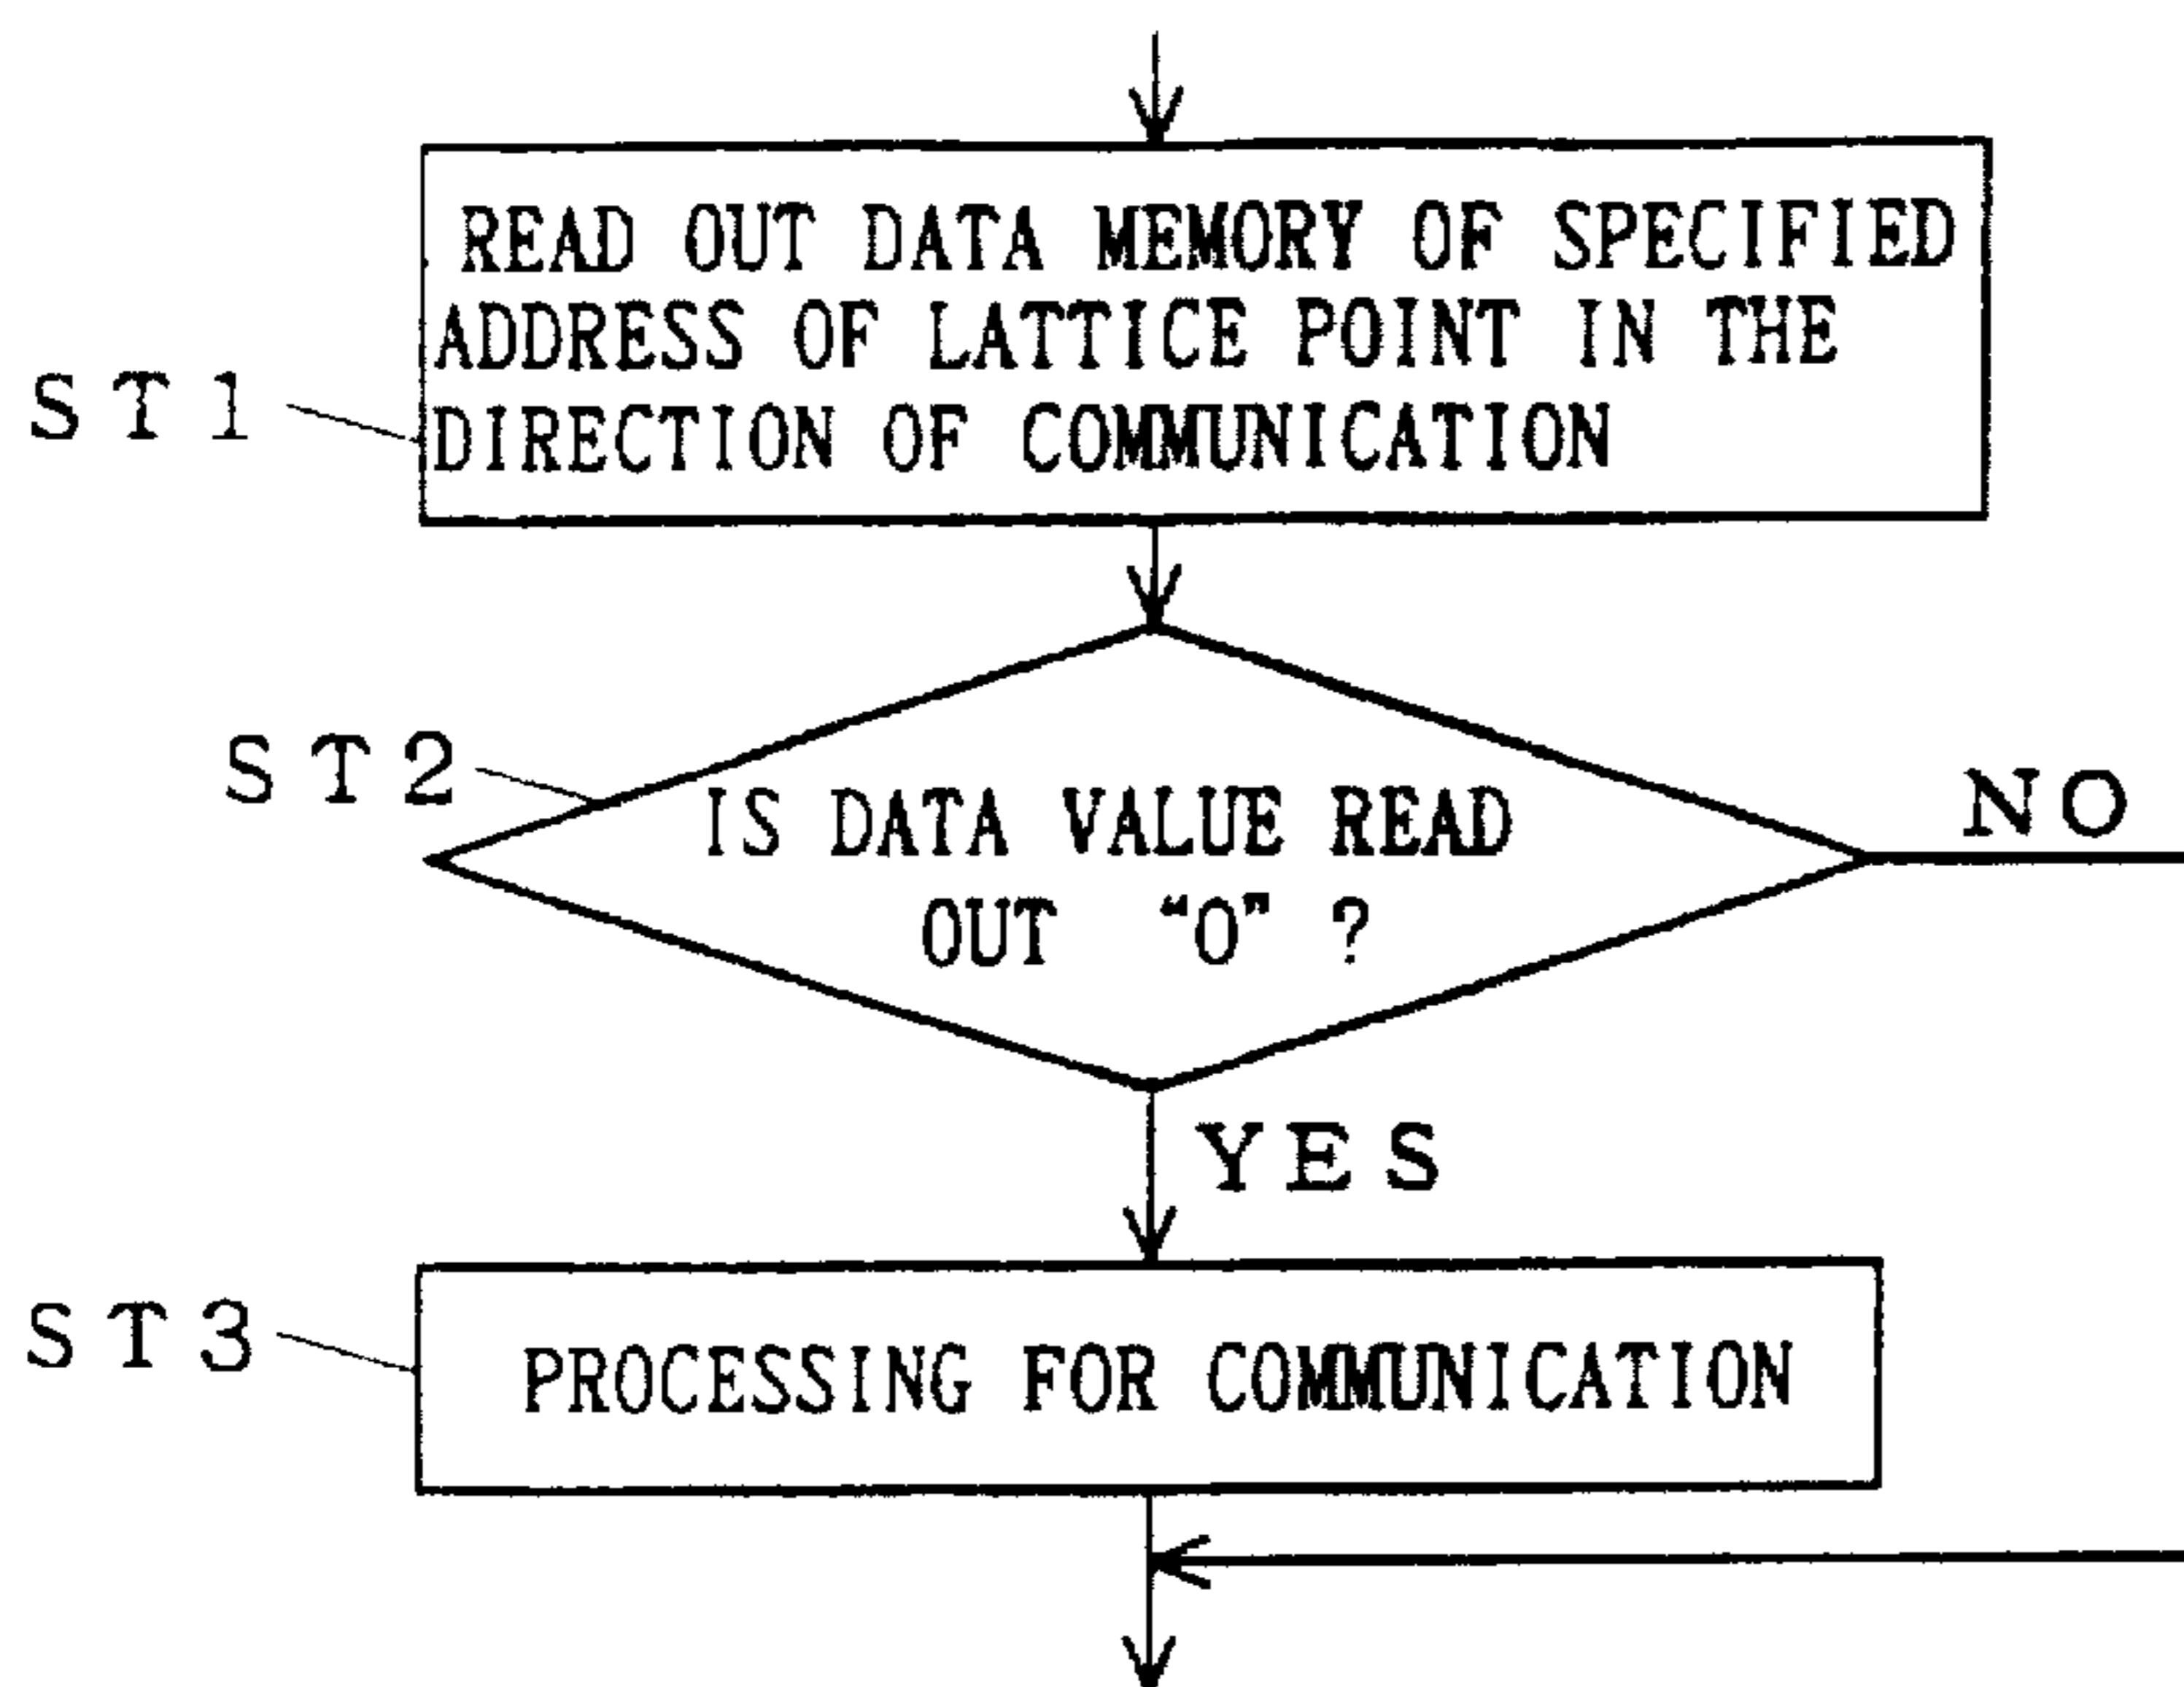 READ OUT DATA MEMORY OF SPECIFIED
ADDRESS OF LATTICE POINT IN THE
DIRECTION OF COMMUNICATION
ST1
ST2
IS DATA VALUE READ
OUT “0” ?
NO
YES
ST3
PROCESSING FOR COMMUNICATION